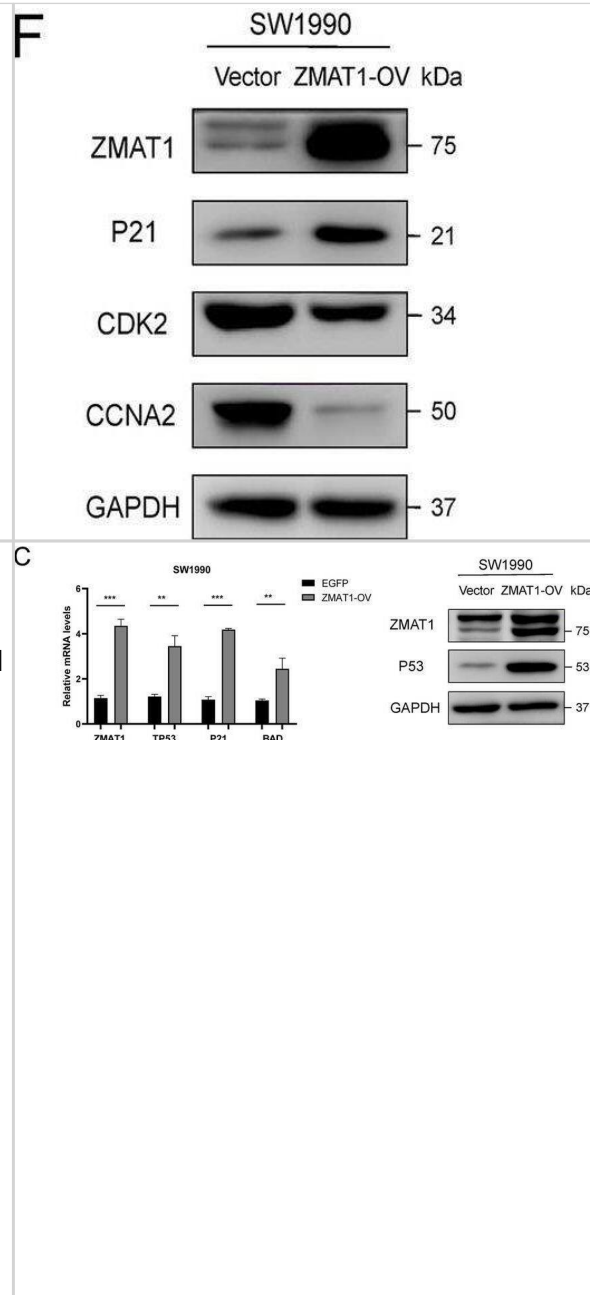 F
SW1990
Vector ZMAT1-OV kDa
ZMAT1
75
P21
21
CDK2
34
CCNA2
50
GAPDH
37
C
SW1990
EGFP
ZMAT1-OV
*** ** *** **
Relative mRNA levels
6
4
2
0
ZMAT1 TP53 P21 BAD
SW1990
Vector ZMAT1-OV kDa
ZMAT1
75
P53
53
GAPDH
37